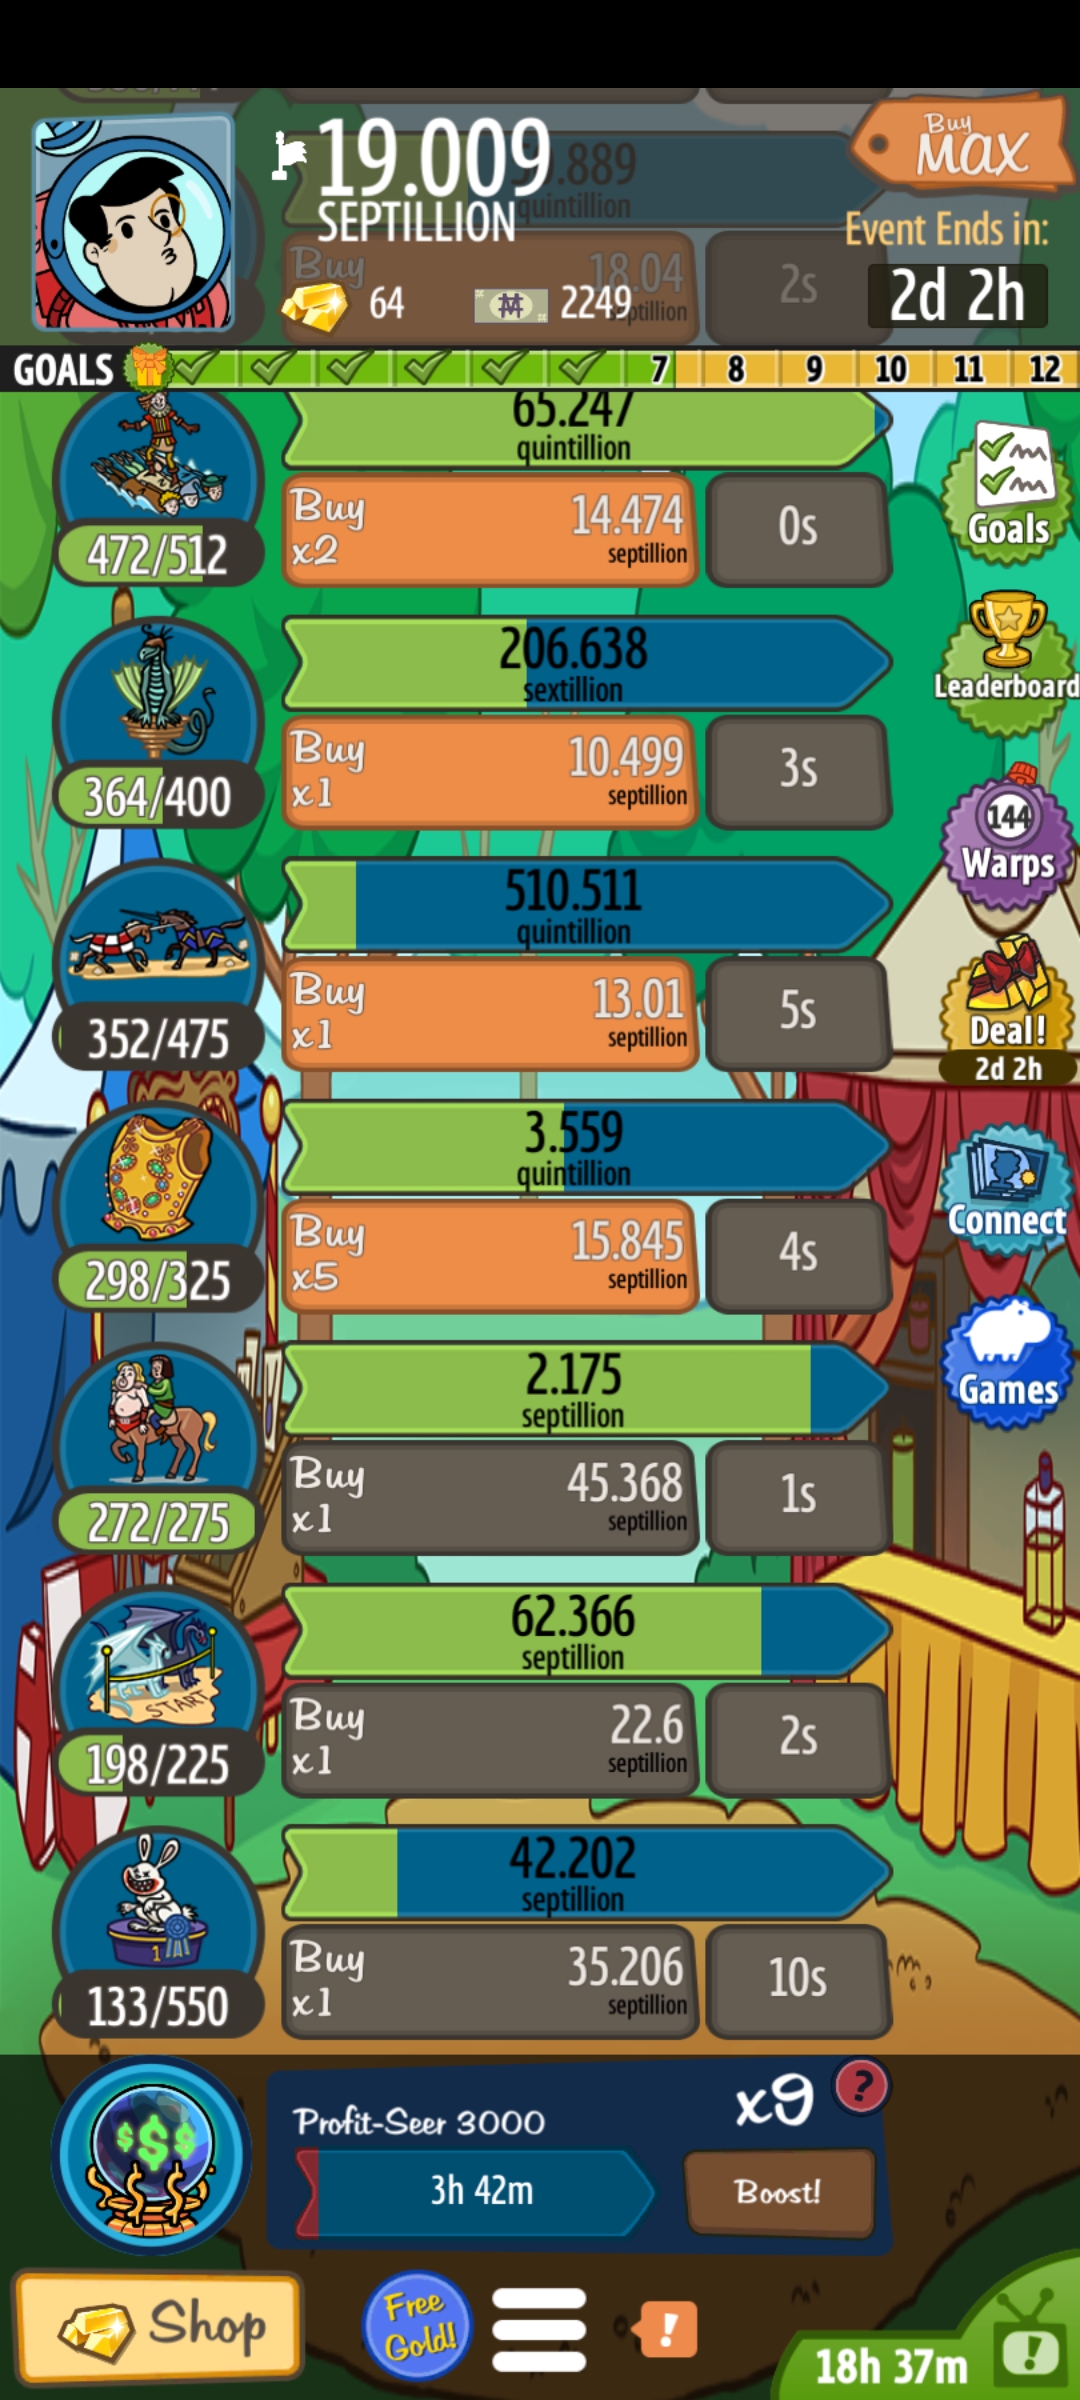 19.009
SEPTILLION
.889
quintillion
Buy
MAX
Event Ends in:
2d 2h
Buy
18.04
septillion
2s
64
2249
GOALS
7
8
9
10
11
12
65.247
quintillion
472/512
Buy
x2
14.474
septillion
0s
Goals
206.638
sextillion
364/400
Buy
x1
10.499
septillion
3s
Leaderboard
144
Warps
510.511
quintillion
352/475
Buy
x1
13.01
septillion
5s
Deal!
2d 2h
3.559
quintillion
298/325
Buy
x5
15.845
septillion
4s
Connect
2.175
septillion
272/275
Buy
x1
45.368
septillion
1s
Games
62.366
septillion
START
198/225
Buy
x1
22.6
septillion
2s
42.202
septillion
1
133/550
Buy
x1
35.206
septillion
10s
$$$
Profit-Seer 3000
x9
?
3h 42m
Boost!
Shop
Free
Gold!
!
18h 37m
!